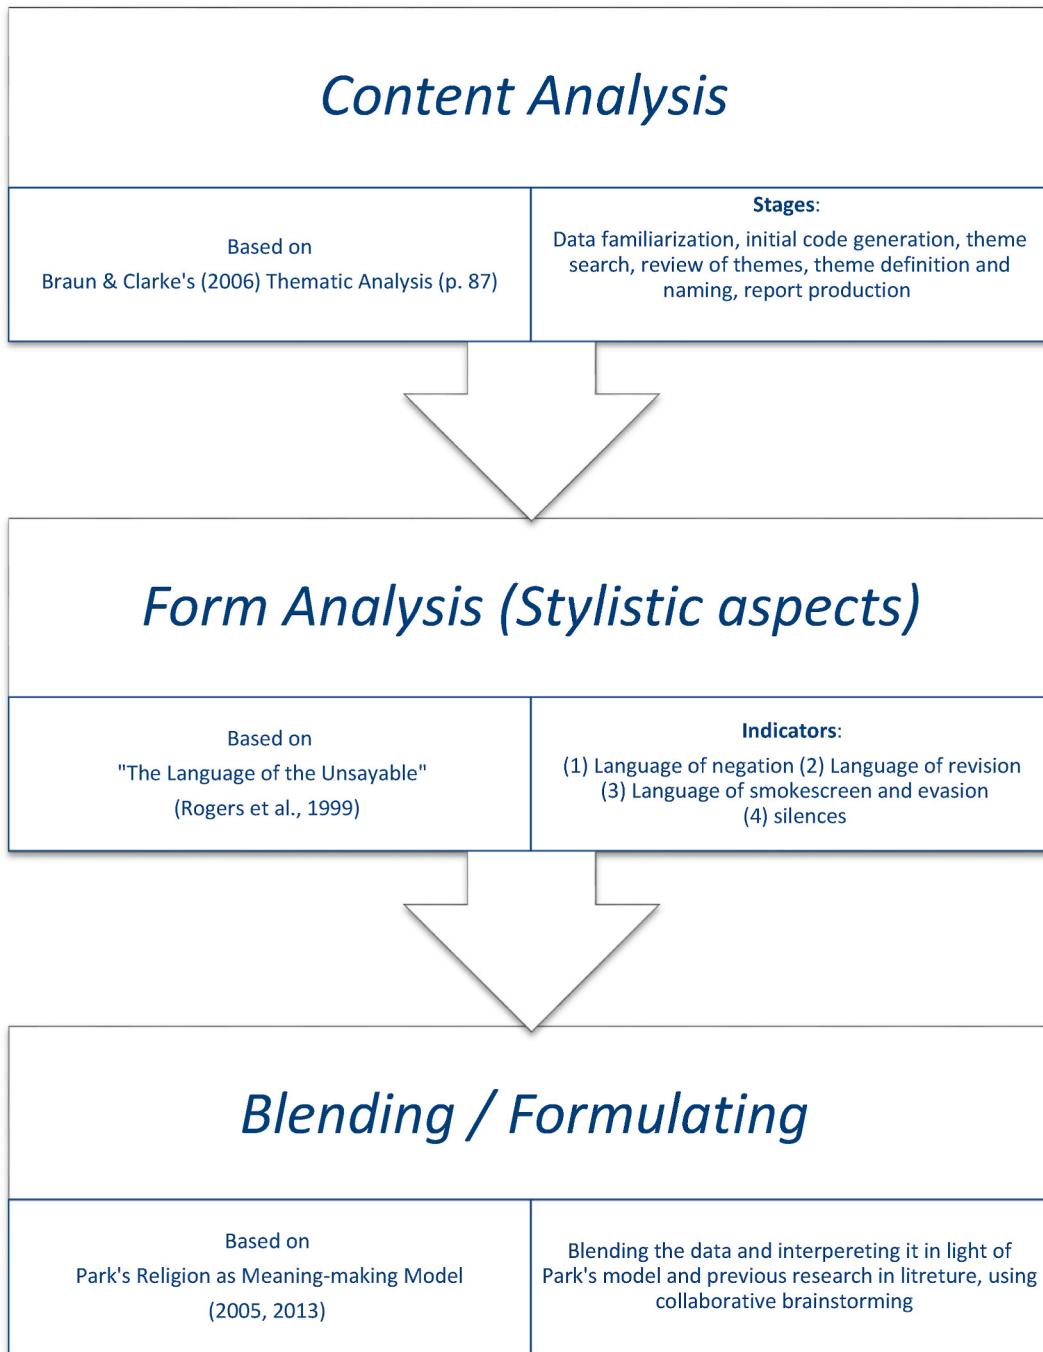 Content Analysis
Based on
Braun & Clarke's (2006) Thematic Analysis (p. 87)
Stages:
Data familiarization, initial code generation, theme
search, review of themes, theme definition and
naming, report production
Form Analysis (Stylistic aspects)
Based on
"The Language of the Unsayable"
(Rogers et al., 1999)
Indicators:
(1) Language of negation (2) Language of revision
(3) Language of smokescreen and evasion
(4) silences
Blending / Formulating
Based on
Park's Religion as Meaning-making Model
(2005, 2013)
Blending the data and interpereting it in light of
Park's model and previous research in litreture, using
collaborative brainstorming